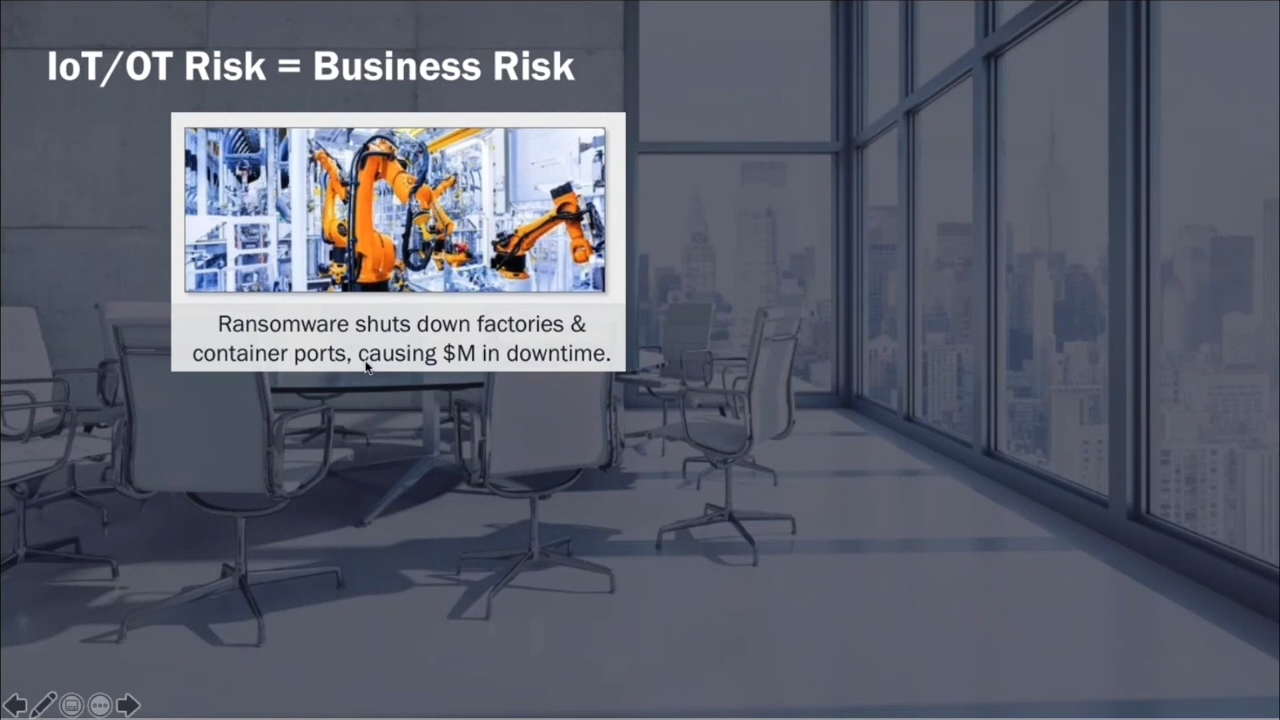 IoT/OT Risk = Business Risk
Ransomware shuts down factories &
container ports, causing $M in downtime.